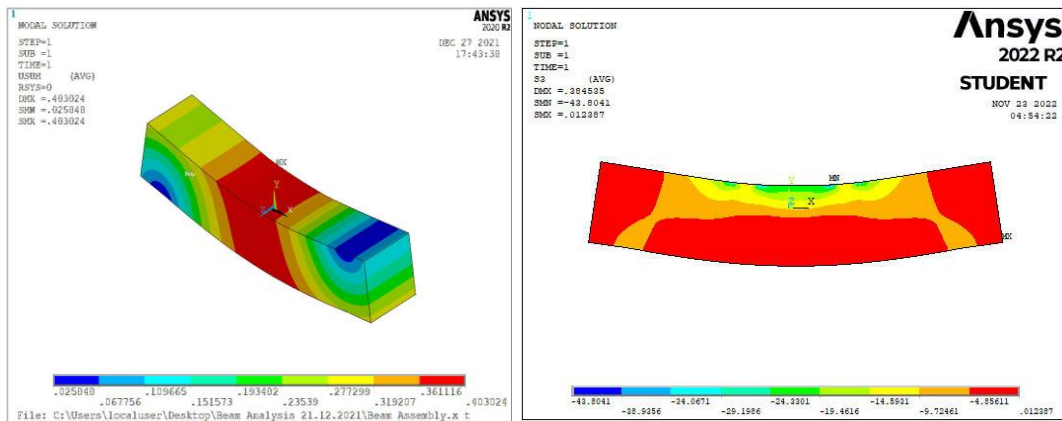 1
NODAL SOLUTION
STEP=1
SUB =1
TIME=1
USUM (AVG)
RSYS=0
DMX =.403024
SMN =.025848
SMX =.403024
ANSYS
2020 R2
DEC 27 2021
17:43:38
MX
Y
Z
X
.025848 .109665 .193402 .277299 .361116
.067756 .151573 .23539 .319207 .403024
File: C:\Users\localuser\Desktop\Beam Analysis 21.12.2021\Beam Assembly.x t
1
NODAL SOLUTION
STEP=1
SUB =1
TIME=1
S3 (AVG)
DMX =.384535
SMN =-43.8041
SMX =.012387
Ansys
2022 R2
STUDENT
NOV 23 2022
04:54:22
MN
Y
Z X
MX
-43.8041 -34.0671 -24.3301 -14.5931 -4.85611
-38.9356 -29.1986 -19.4616 -9.72461 .012387